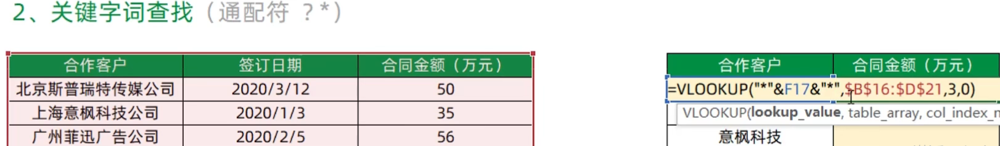 2、关键字词查找（通配符 ？*）
合作客户 签订日期 合同金额（万元）
北京斯普瑞特传媒公司 2020/3/12 50
上海意枫科技公司 2020/1/3 35
广州菲迅广告公司 2020/2/5 56
合作客户 合同金额（万元）
=VLOOKUP("*"&F17&"*",$B$16:$D$21,3,0)
VLOOKUP(lookup_value, table_array, col_index_n
意枫科技